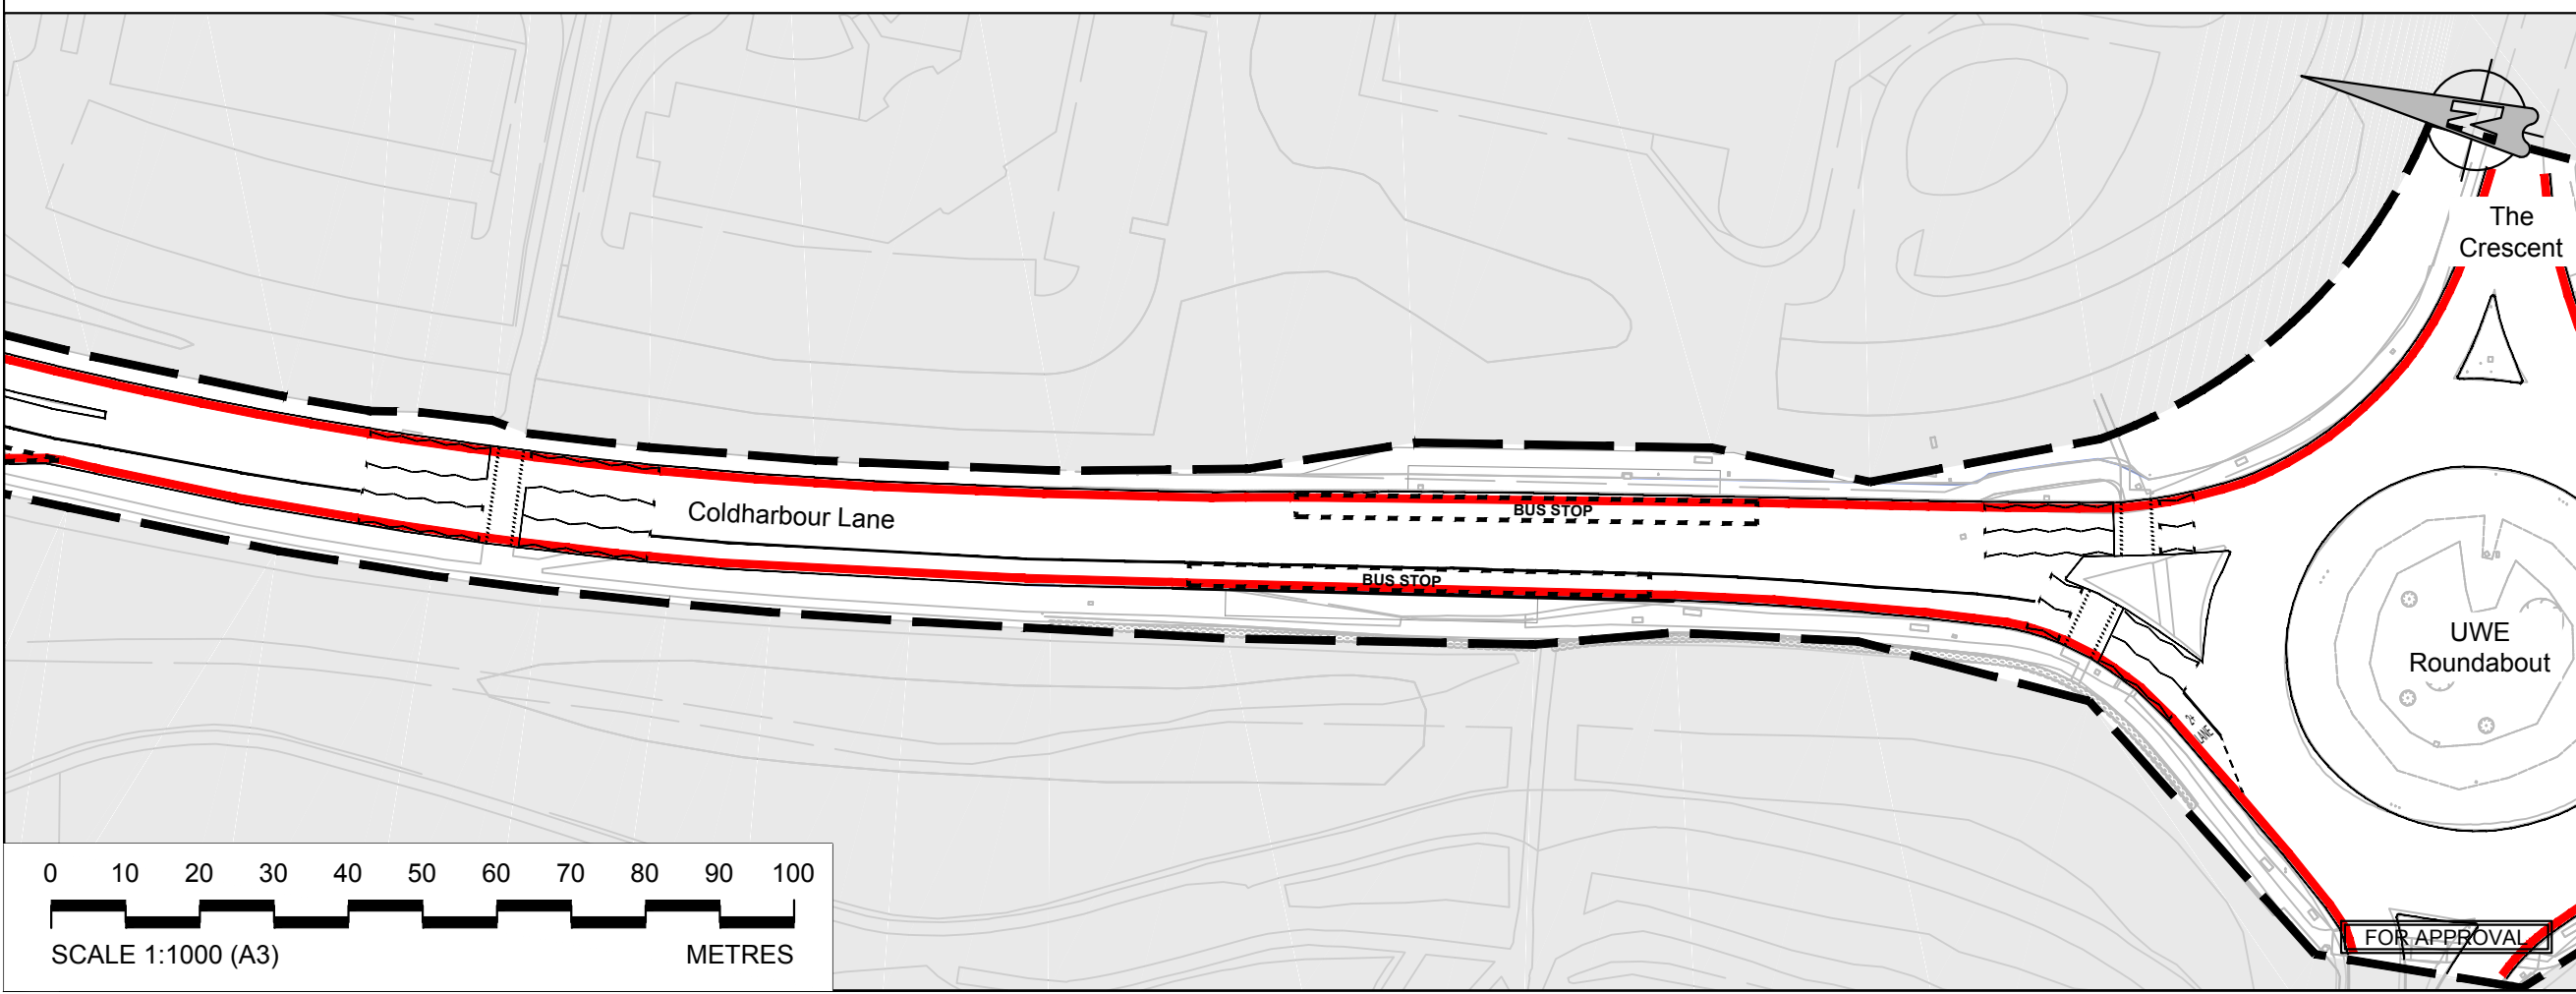 N
The
Crescent
Coldharbour Lane
BUS STOP
BUS STOP
UWE
Roundabout
LANE
0 10 20 30 40 50 60 70 80 90 100
SCALE 1:1000 (A3) METRES
FOR APPROVAL